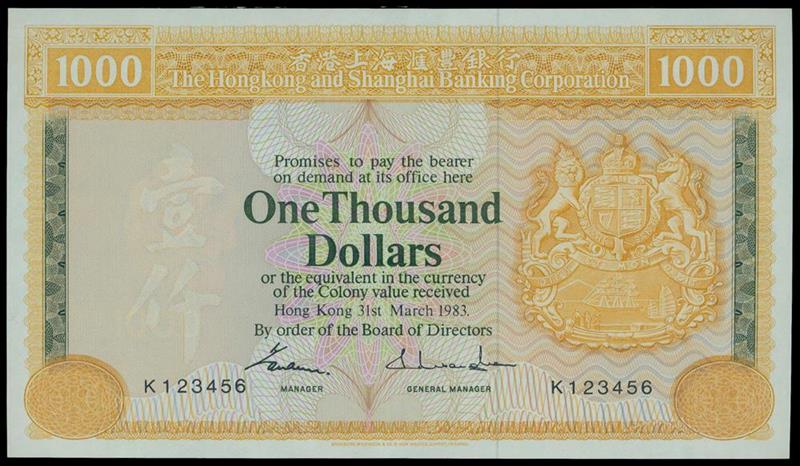 香港上海滙豐銀行
1000 The Hongkong and Shanghai Banking Corporation 1000
Promises to pay the bearer
on demand at its office here
One Thousand
Dollars
or the equivalent in the currency
of the Colony value received
Hong Kong 31st March 1983.
By order of the Board of Directors
壹仟
K123456 MANAGER GENERAL MANAGER K123456